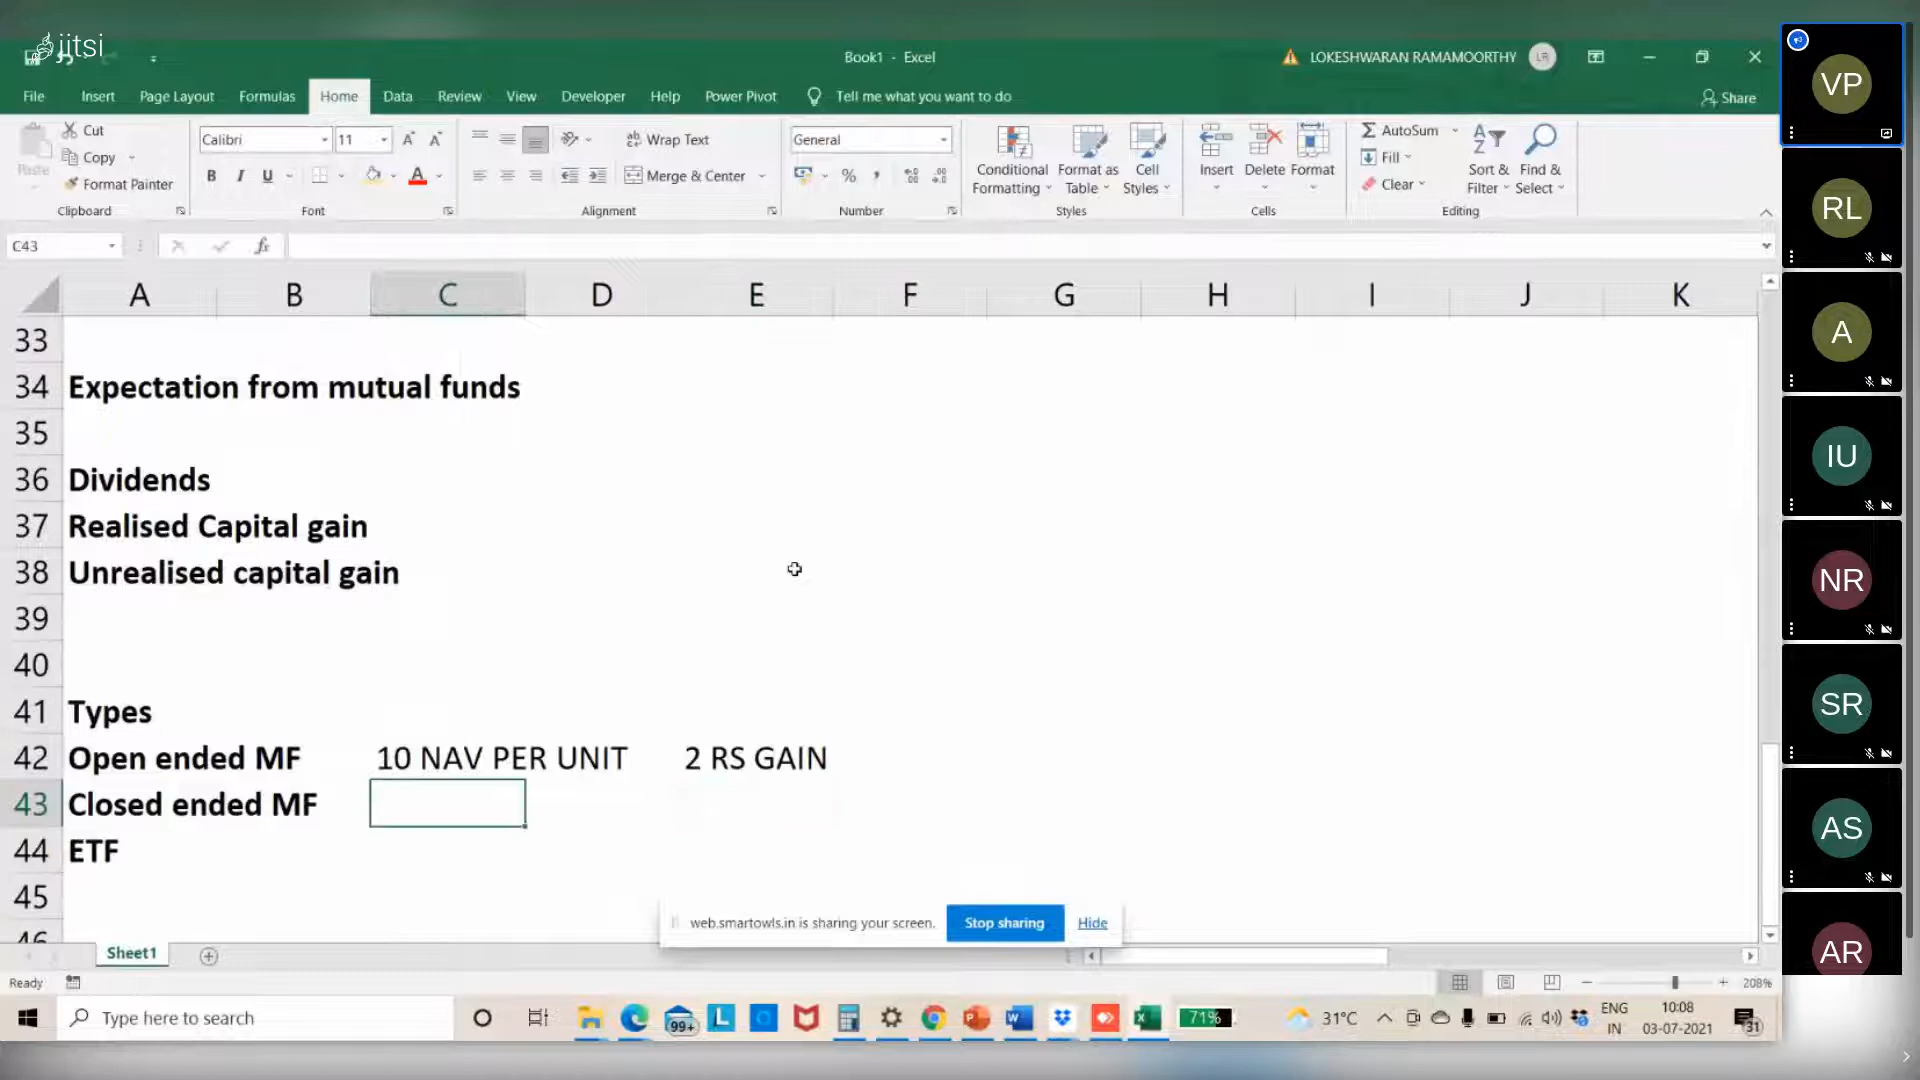 jitsi
Book1 - Excel
LOKESHWARAN RAMAMOORTHY LR
File Insert Page Layout Formulas Home Data Review View Developer Help Power Pivot Tell me what you want to do Share
Paste Cut Copy Format Painter
Calibri 11
B I U A
Wrap Text
Merge & Center
General
% ,
Conditional Formatting Format as Table Cell Styles
Insert Delete Format
AutoSum
Fill
Clear
Sort & Filter Find & Select
Clipboard Font Alignment Number Styles Cells Editing
C43 fx
A B C D E F G H I J K
33
34 Expectation from mutual funds
35
36 Dividends
37 Realised Capital gain
38 Unrealised capital gain
39
40
41 Types
42 Open ended MF 10 NAV PER UNIT 2 RS GAIN
43 Closed ended MF
44 ETF
45
46
web.smartowls.in is sharing your screen. Stop sharing Hide
Sheet1
Ready 208%
Type here to search 99+ 71% 31°C ENG IN 10:08 03-07-2021 31
VP
RL
A
IU
NR
SR
AS
AR